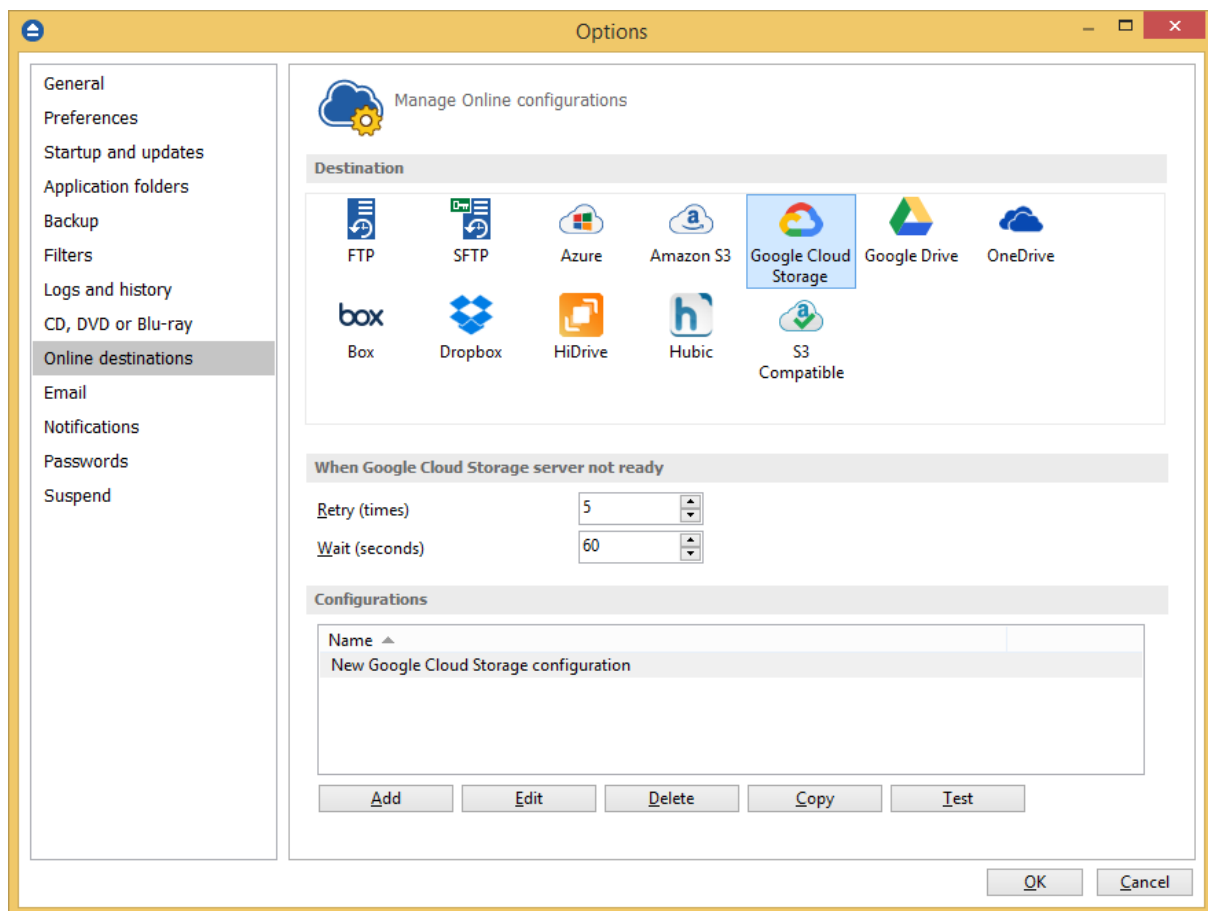 Options
General
Preferences
Startup and updates
Application folders
Backup
Filters
Logs and history
CD, DVD or Blu-ray
Online destinations
Email
Notifications
Passwords
Suspend
Manage Online configurations
Destination
FTP
SFTP
Azure
Amazon S3
Google Cloud
Storage
Google Drive
OneDrive
box
Box
Dropbox
HiDrive
h
Hubic
S3
Compatible
When Google Cloud Storage server not ready
Retry (times) 5
Wait (seconds) 60
Configurations
Name
New Google Cloud Storage configuration
Add Edit Delete Copy Test
OK Cancel